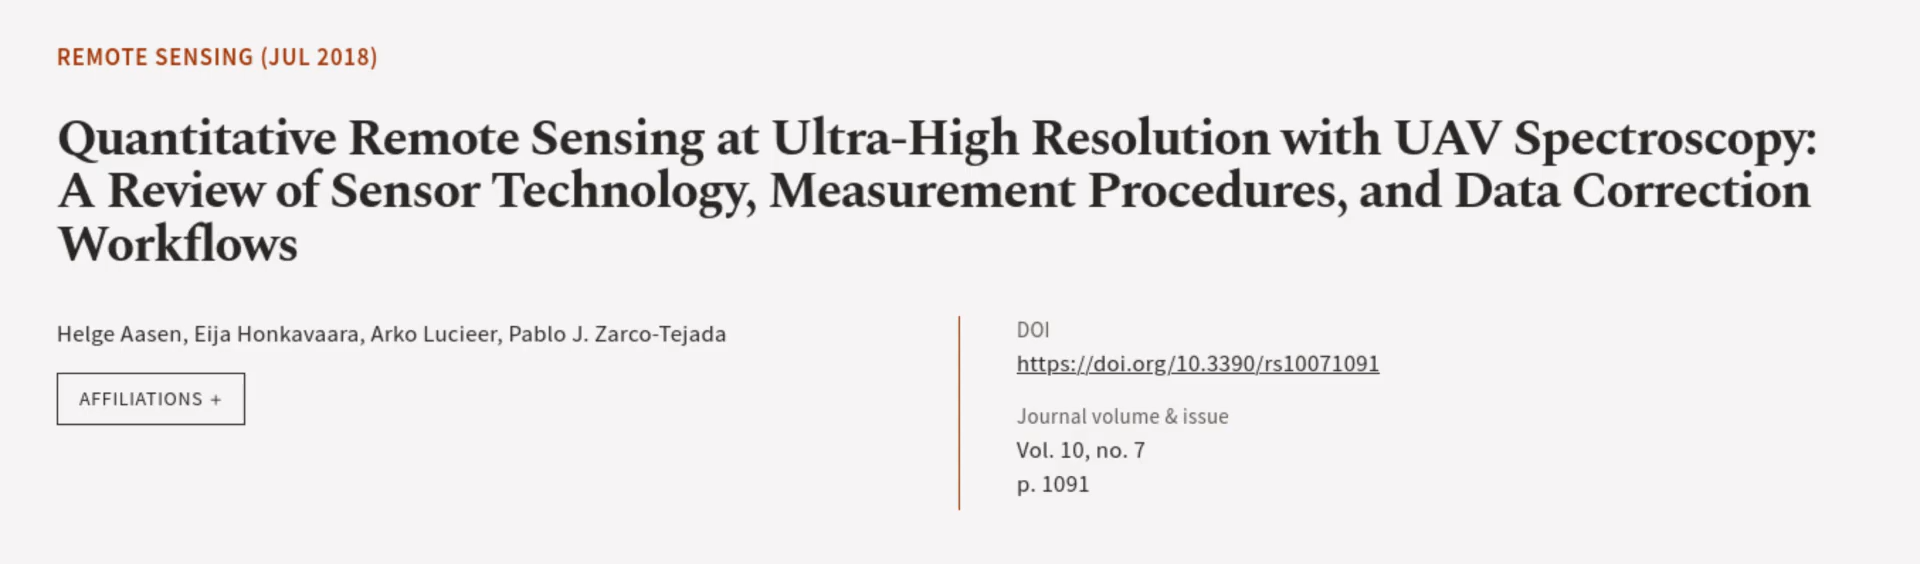 REMOTE SENSING (JUL 2018)
Quantitative Remote Sensing at Ultra-High Resolution with UAV Spectroscopy:
A Review of Sensor Technology, Measurement Procedures, and Data Correction
Workflows
Helge Aasen, Eija Honkavaara, Arko Lucieer, Pablo J. Zarco-Tejada
AFFILIATIONS +
DOI
https://doi.org/10.3390/rs10071091
Journal volume & issue
Vol. 10, no. 7
p. 1091